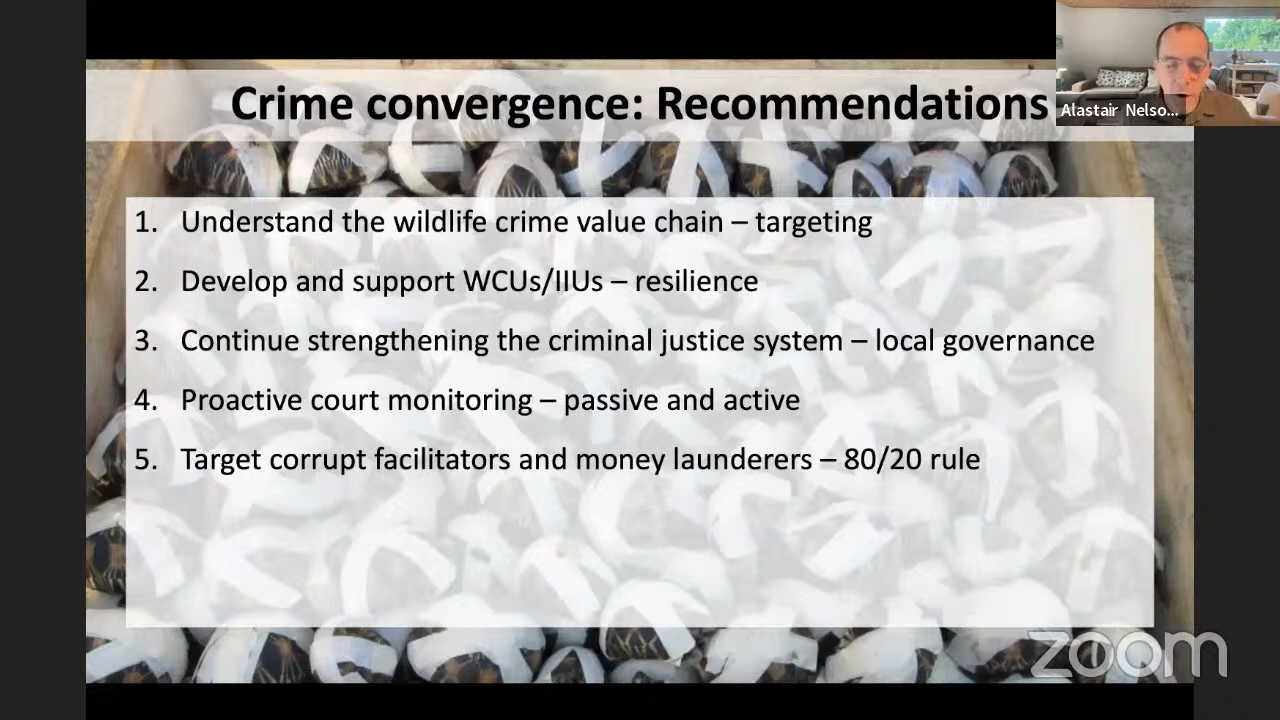 Crime convergence: Recommendations
Alastair Nelso...
1. Understand the wildlife crime value chain – targeting
2. Develop and support WCUs/IIUs – resilience
3. Continue strengthening the criminal justice system – local governance
4. Proactive court monitoring – passive and active
5. Target corrupt facilitators and money launderers – 80/20 rule
zoom